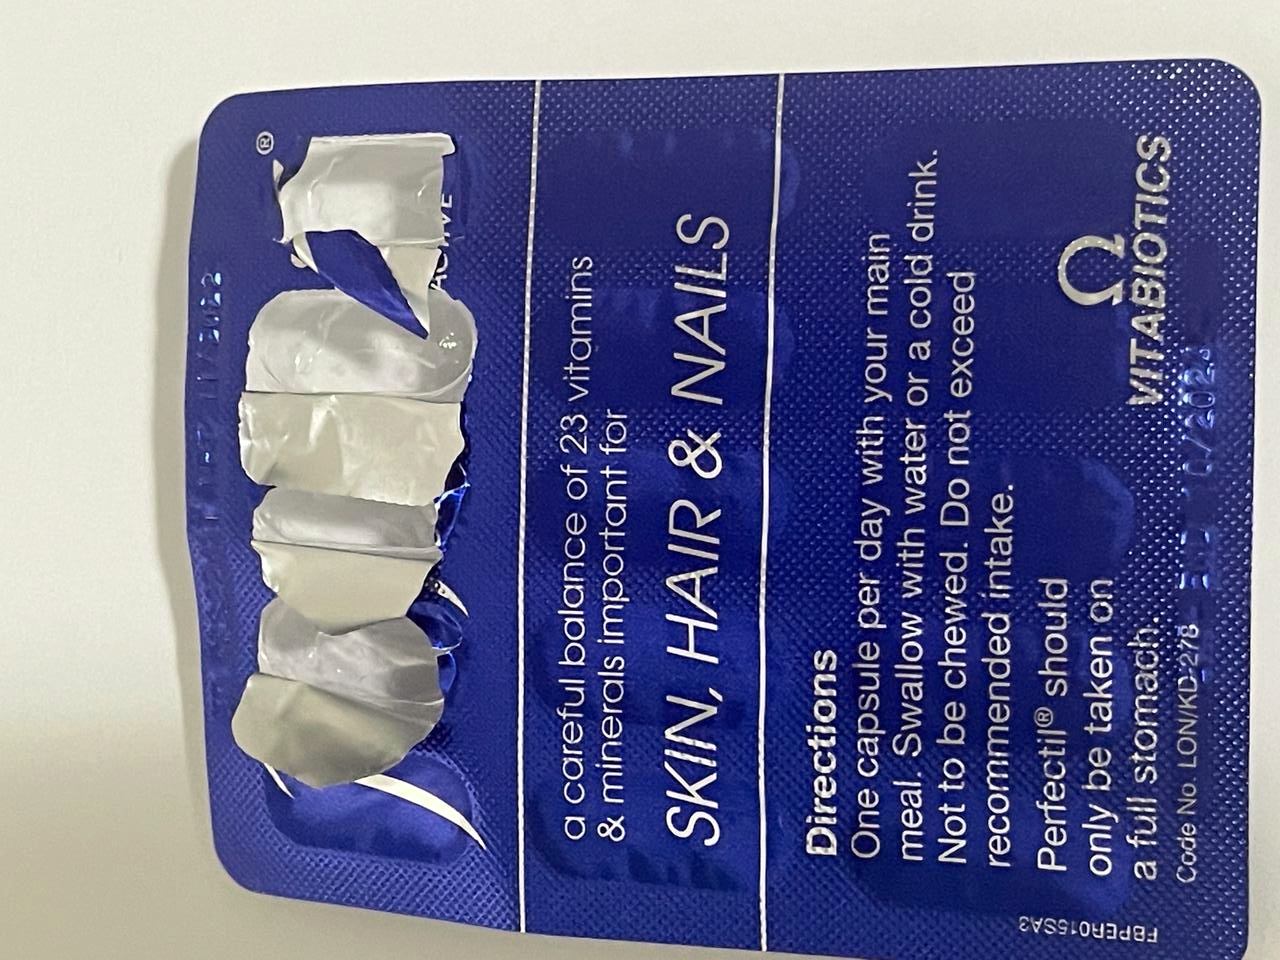 ®
ACTIVE
a careful balance of 23 vitamins
& minerals important for
SKIN, HAIR & NAILS
Directions
One capsule per day with your main
meal. Swallow with water or a cold drink.
Not to be chewed. Do not exceed
recommended intake.
Perfectil® should
only be taken on
a full stomach.
Ω
VITABIOTICS
Code No. LON/KD-278
FBPER015SSA3